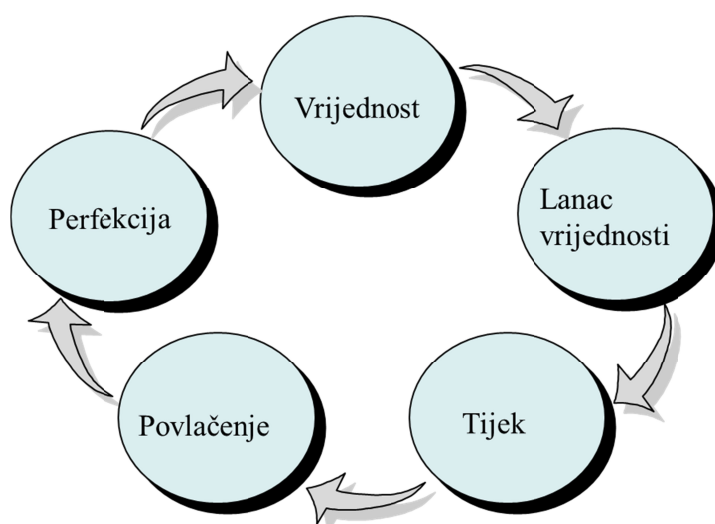 Vrijednost
Lanac
vrijednosti
Tijek
Povlačenje
Perfekcija